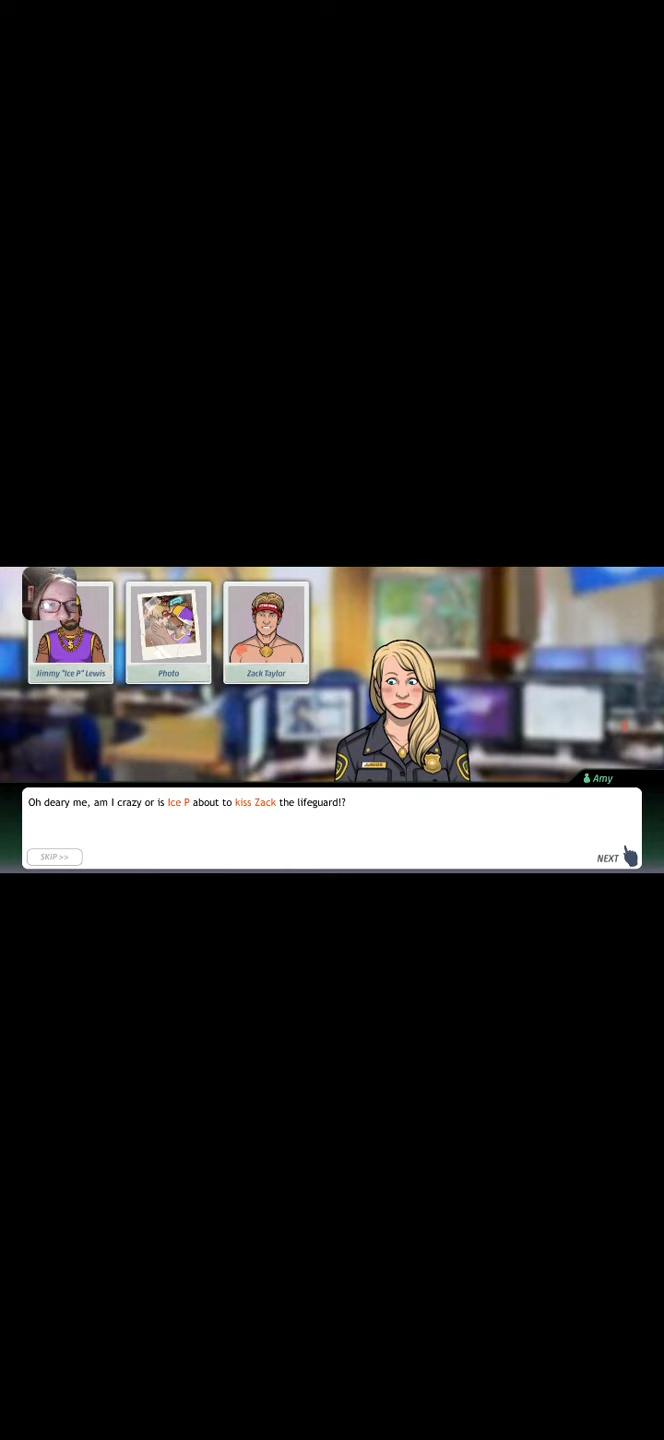 Jimmy "Ice P" Lewis
Photo
Zack Taylor
Amy
Oh deary me, am I crazy or is Ice P about to kiss Zack the lifeguard!?
SKIP >>
NEXT